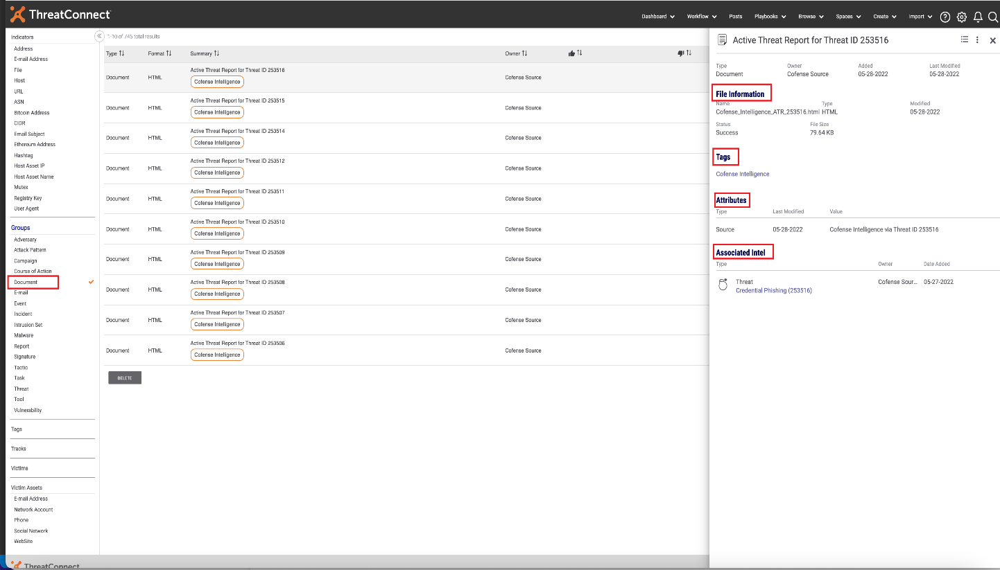 ThreatConnect
Dashboard Workflow Posts Playbooks Browse Spaces Create Import
Indicators
Address
E-mail Address
File
Host
URL
ASN
Bitcoin Address
CIDR
Email Subject
Ethereum Address
Hashtag
Host Asset IP
Host Asset Name
Mutex
Registry Key
User Agent
Groups
Adversary
Attack Pattern
Campaign
Course of Action
Document
E-mail
Event
Incident
Intrusion Set
Malware
Report
Signature
Tactic
Task
Threat
Tool
Vulnerability
Tags
Tracks
Victims
Victim Assets
E-mail Address
Network Account
Phone
Social Network
WebSite
1-10 of 745 total results
Type Format Summary Owner
Active Threat Report for Threat ID 253516
Document HTML Cofense Source
Cofense Intelligence
Active Threat Report for Threat ID 253515
Document HTML Cofense Source
Cofense Intelligence
Active Threat Report for Threat ID 253514
Document HTML Cofense Source
Cofense Intelligence
Active Threat Report for Threat ID 253512
Document HTML Cofense Source
Cofense Intelligence
Active Threat Report for Threat ID 253511
Document HTML Cofense Source
Cofense Intelligence
Active Threat Report for Threat ID 253510
Document HTML Cofense Source
Cofense Intelligence
Active Threat Report for Threat ID 253509
Document HTML Cofense Source
Cofense Intelligence
Active Threat Report for Threat ID 253508
Document HTML Cofense Source
Cofense Intelligence
Active Threat Report for Threat ID 253507
Document HTML Cofense Source
Cofense Intelligence
Active Threat Report for Threat ID 253506
Document HTML Cofense Source
Cofense Intelligence
DELETE
Active Threat Report for Threat ID 253516
Type Owner Added Last Modified
Document Cofense Source 05-28-2022 05-28-2022
File Information
Name Type Modified
Cofense_Intelligence_ATR_253516.html HTML 05-28-2022
Status File Size
Success 79.64 KB
Tags
Cofense Intelligence
Attributes
Type Last Modified Value
Source 05-28-2022 Cofense Intelligence via Threat ID 253516
Associated Intel
Type Owner Date Added
Threat Cofense Sour... 05-27-2022
Credential Phishing (253516)
ThreatConnect